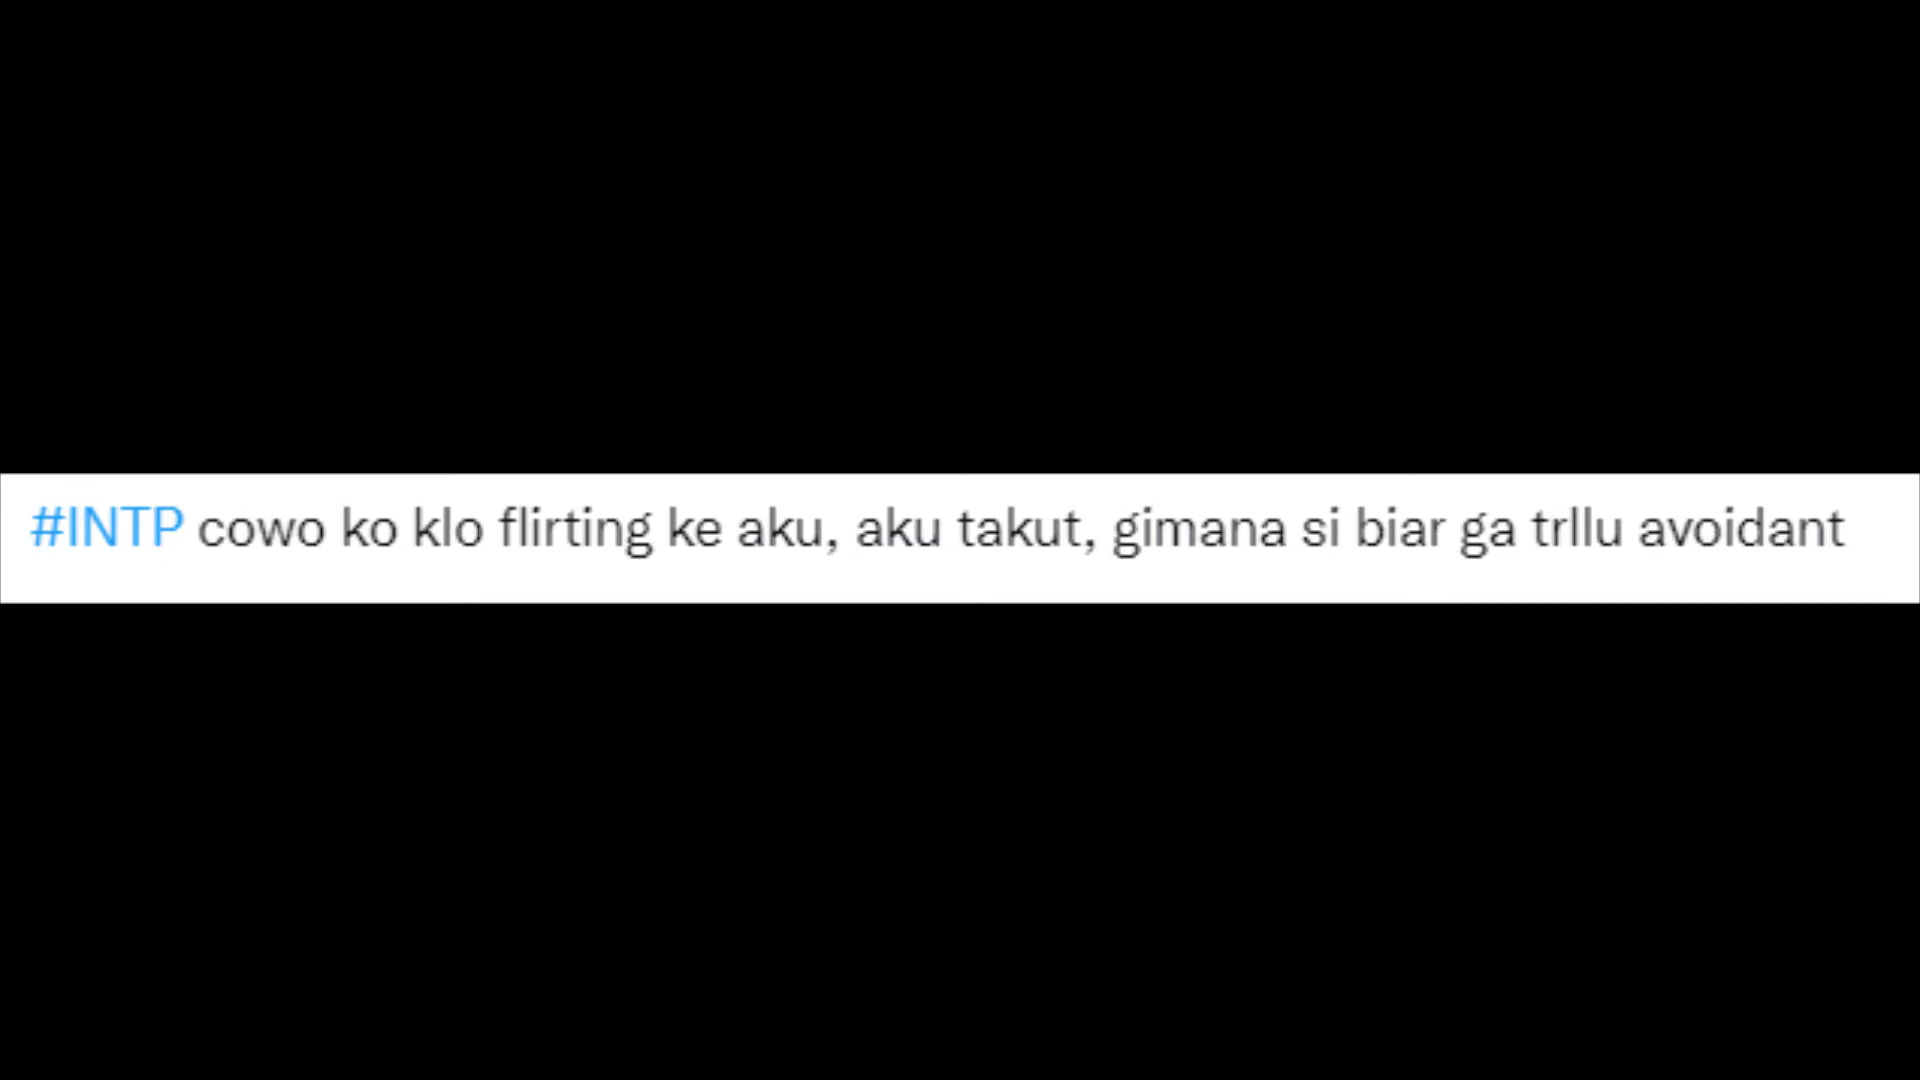 #INTP cowo ko klo flirting ke aku, aku takut, gimana si biar ga trllu avoidant